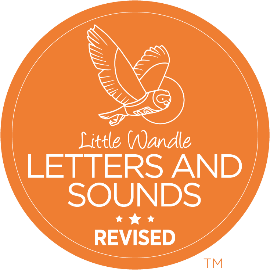 Little Wandle
LETTERS AND
SOUNDS
REVISED
TM